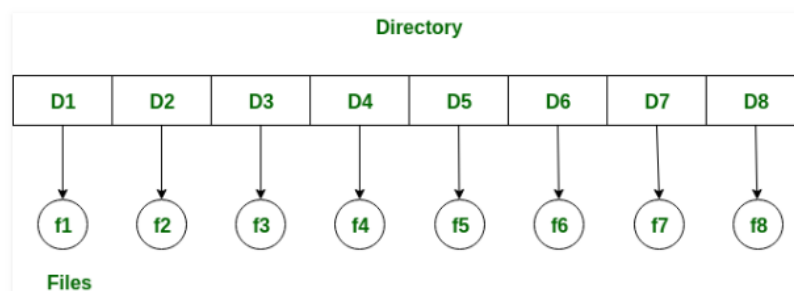 Directory
D1 D2 D3 D4 D5 D6 D7 D8
f1 f2 f3 f4 f5 f6 f7 f8
Files